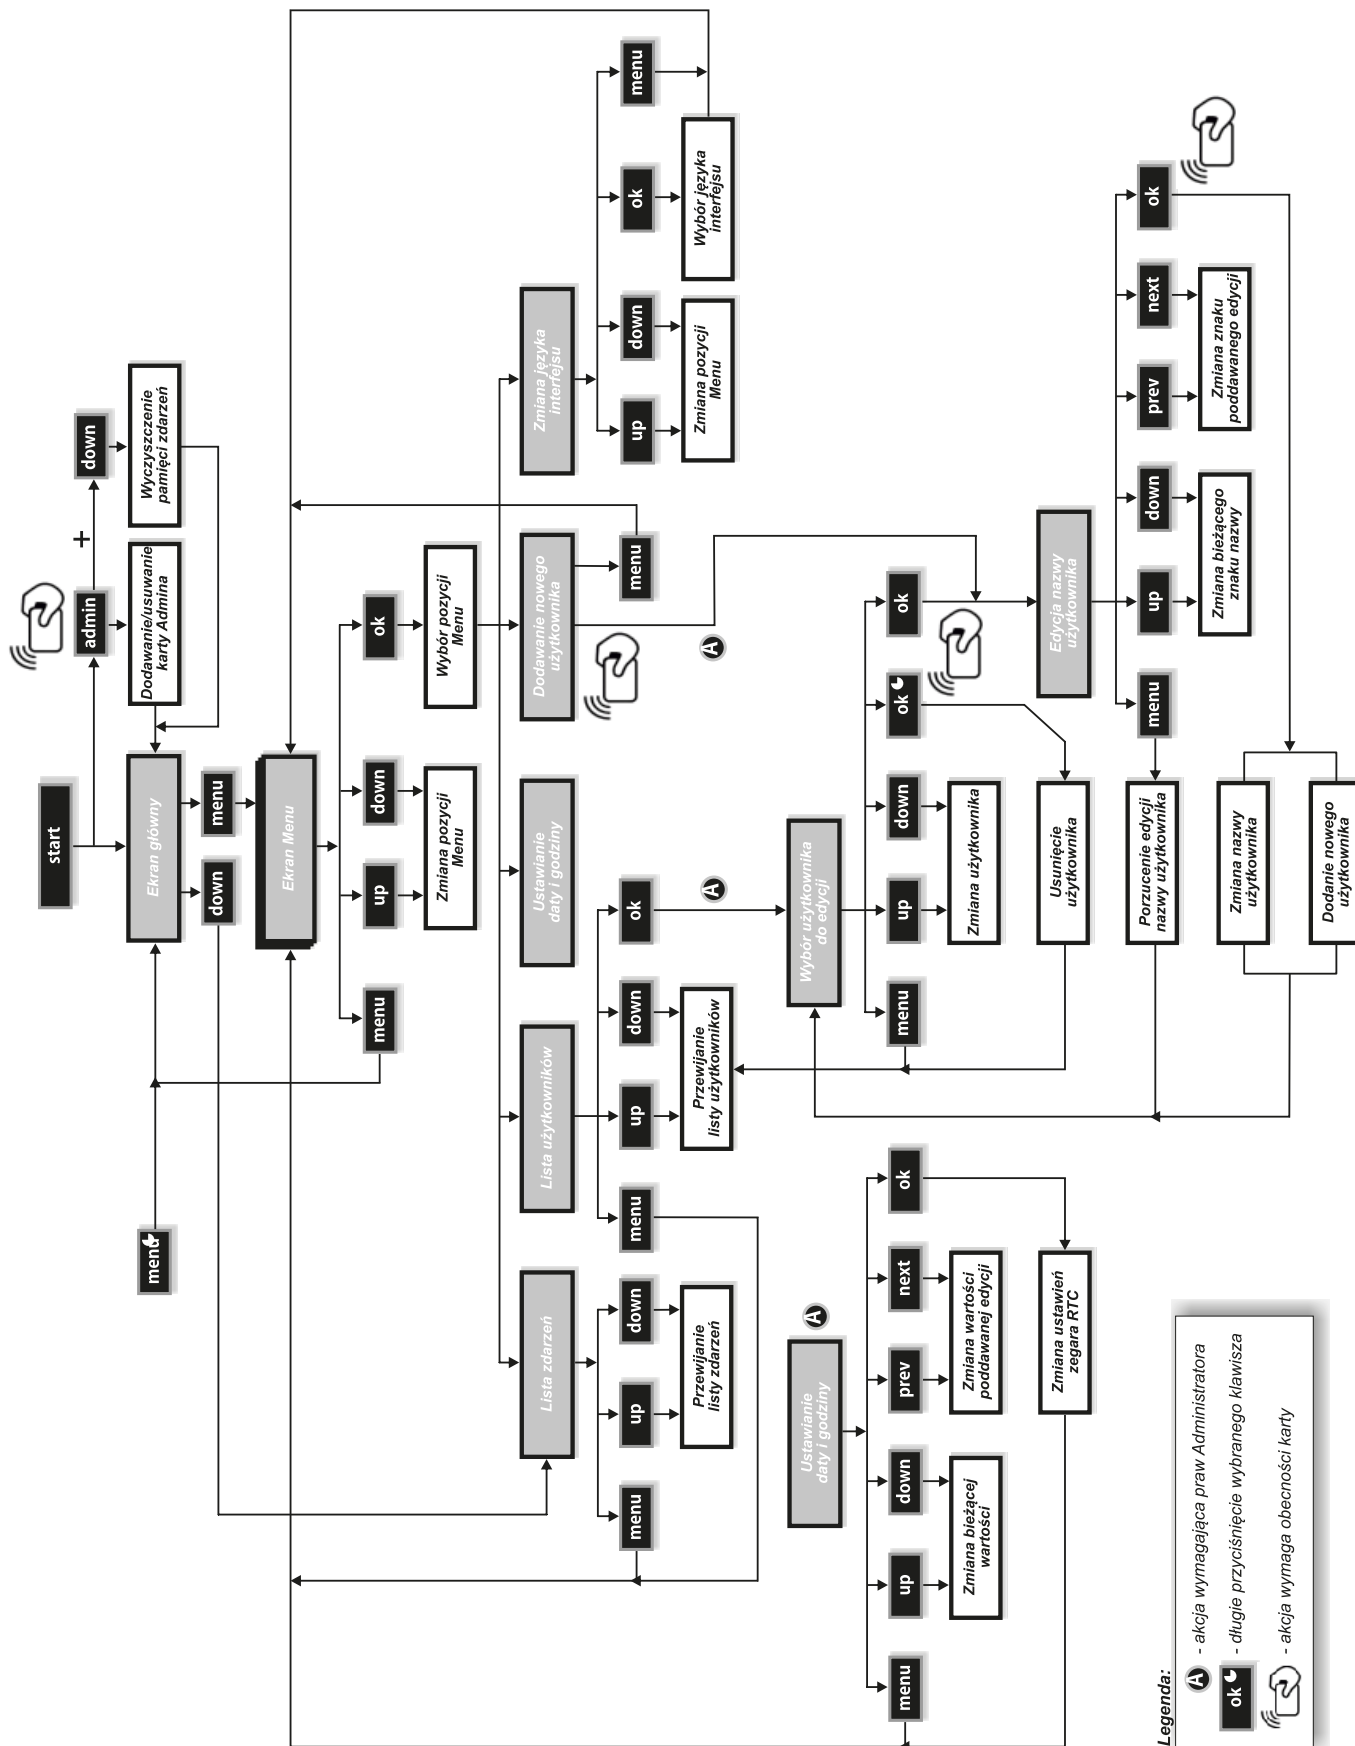 start
admin
+
down
Dodawanie/usuwanie
karty Admina
Wyczyszczenie
pamięci zdarzeń
menu
Ekran główny
down
menu
Ekran Menu
menu
up
down
ok
Zmiana pozycji
Menu
Wybór pozycji
Menu
Lista zdarzeń
Lista użytkowników
Ustawianie
daty i godziny
Dodawanie nowego
użytkownika
Zmiana języka
interfejsu
menu
up
down
Przewijanie
listy zdarzeń
menu
up
down
ok
Przewijanie
listy użytkowników
menu
up
down
ok
menu
Zmiana pozycji
Menu
Wybór języka
interfejsu
A
A
A
Ustawianie
daty i godziny
menu
up
down
prev
next
ok
Zmiana bieżącej
wartości
Zmiana wartości
poddawanej edycji
Zmiana ustawień
zegara RTC
Wybór użytkownika
do edycji
menu
up
down
ok
ok
Zmiana użytkownika
Usunięcie
użytkownika
Edycja nazwy
użytkownika
menu
up
down
prev
next
ok
Porzucenie edycji
nazwy użytkownika
Zmiana bieżącego
znaku nazwy
Zmiana znaku
poddawanego edycji
Zmiana nazwy
użytkownika
Dodanie nowego
użytkownika
Legenda:
A - akcja wymagająca praw Administratora
ok - długie przyciśnięcie wybranego klawisza
- akcja wymaga obecności karty